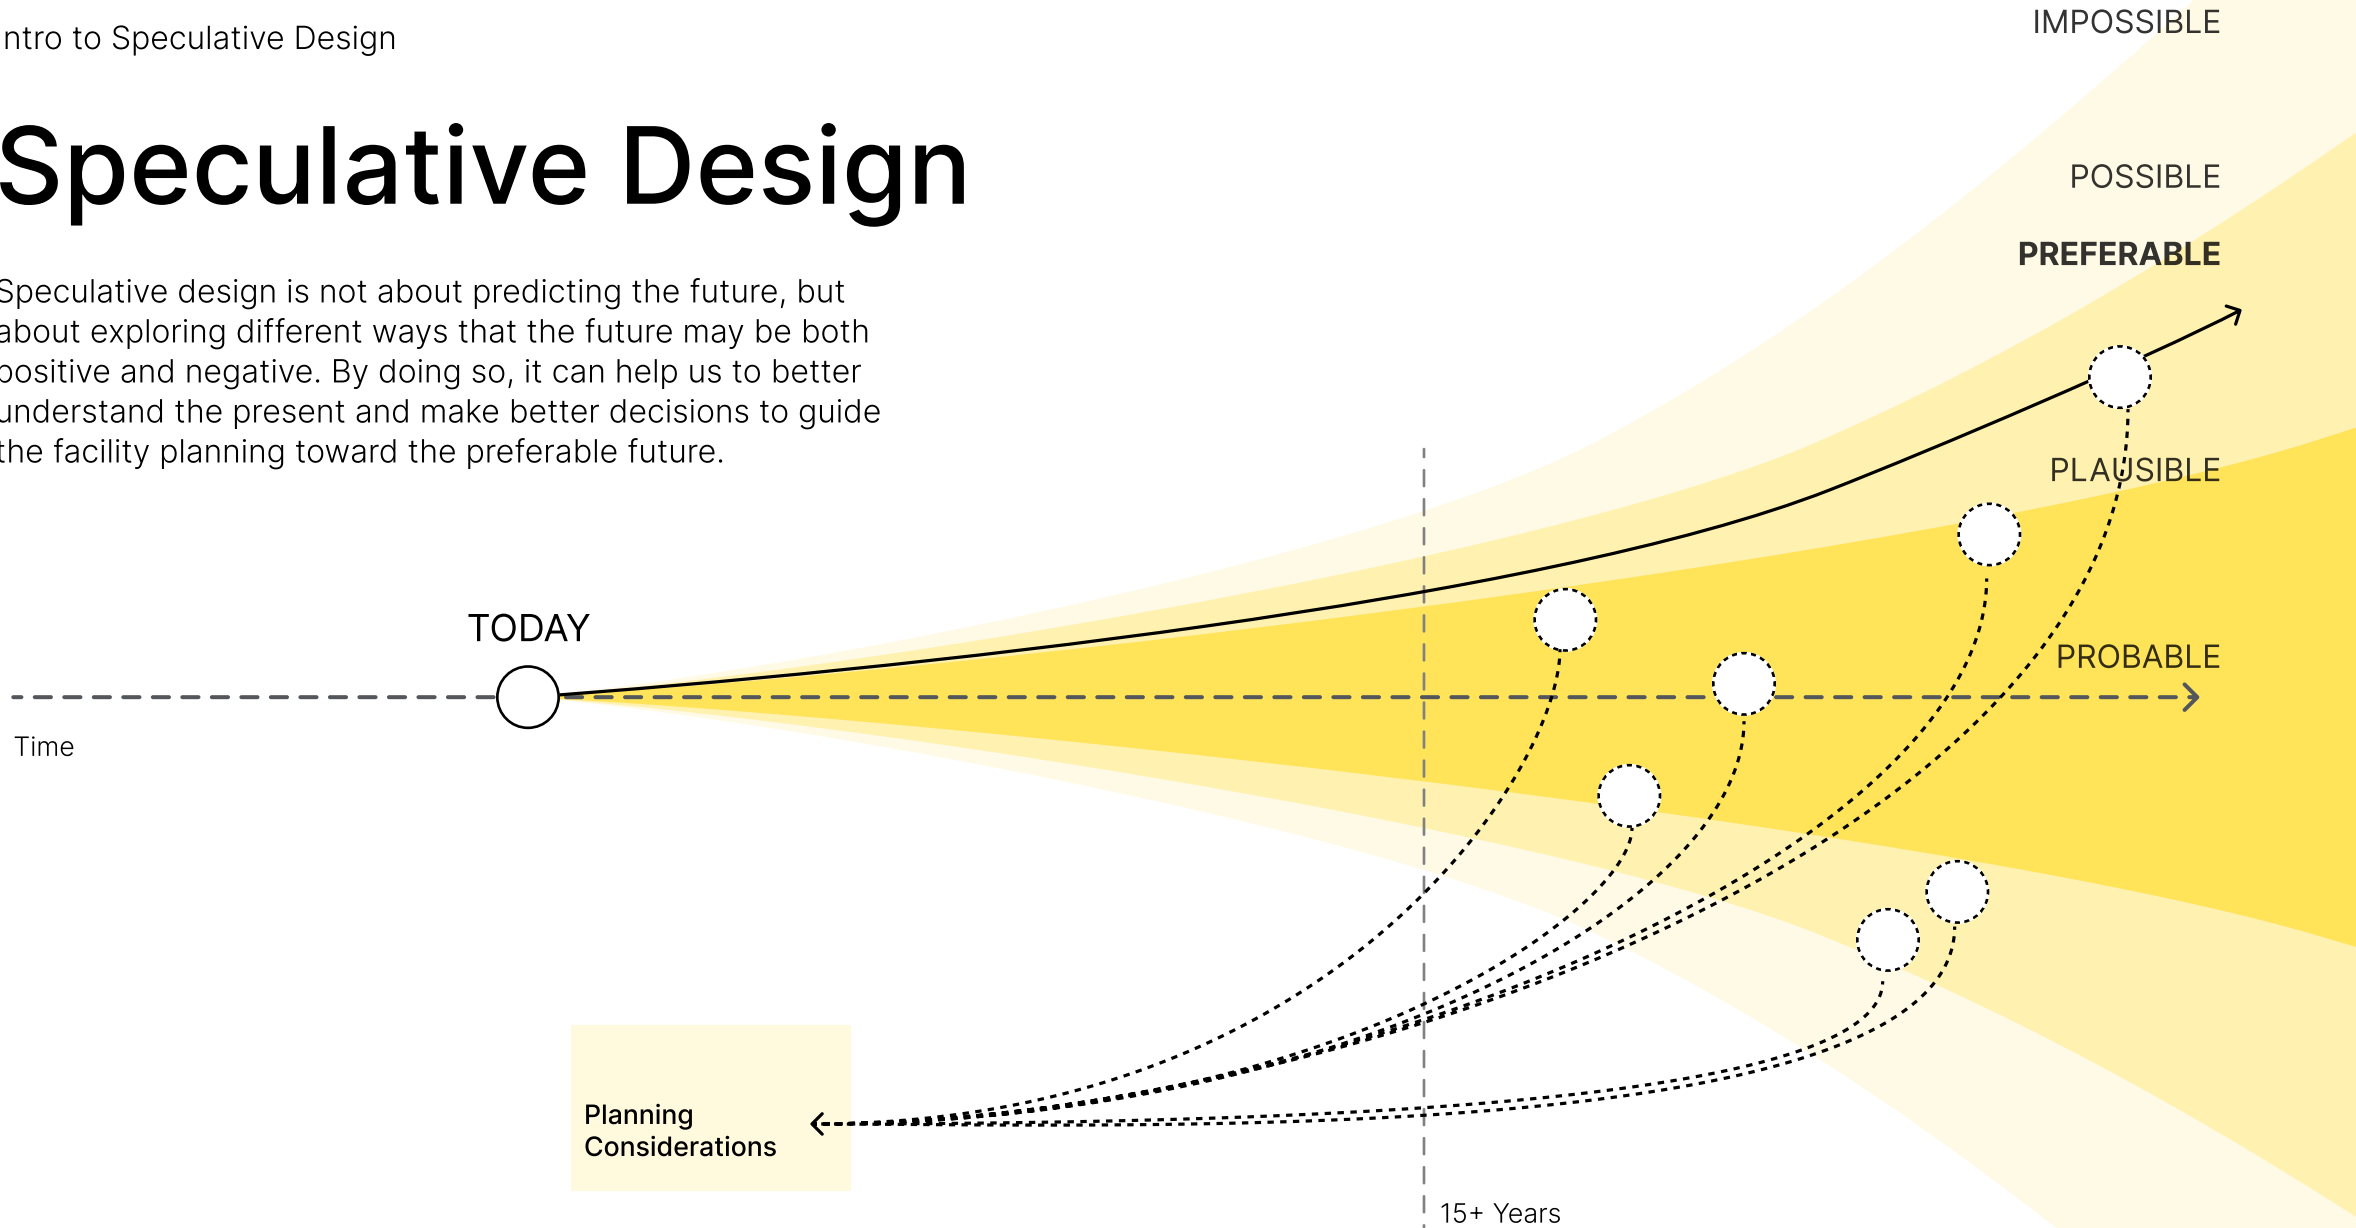 ntro to Speculative Design
Speculative Design
Speculative design is not about predicting the future, but
about exploring different ways that the future may be both
positive and negative. By doing so, it can help us to better
understand the present and make better decisions to guide
the facility planning toward the preferable future.
IMPOSSIBLE
POSSIBLE
PREFERABLE
PLAUSIBLE
PROBABLE
TODAY
Time
Planning
Considerations
15+ Years